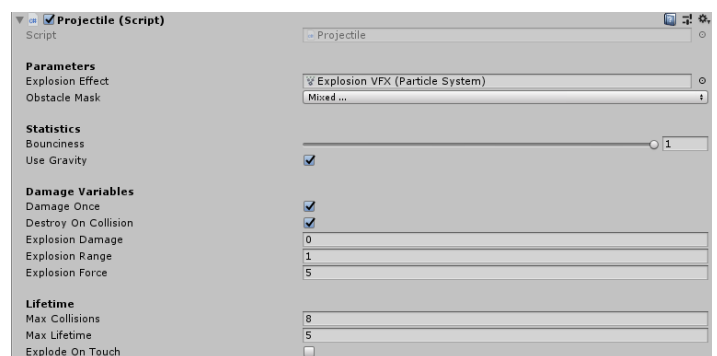 Projectile (Script)
Script Projectile
Parameters
Explosion Effect Explosion VFX (Particle System)
Obstacle Mask Mixed ...
Statistics
Bounciness 1
Use Gravity
Damage Variables
Damage Once
Destroy On Collision
Explosion Damage 0
Explosion Range 1
Explosion Force 5
Lifetime
Max Collisions 8
Max Lifetime 5
Explode On Touch